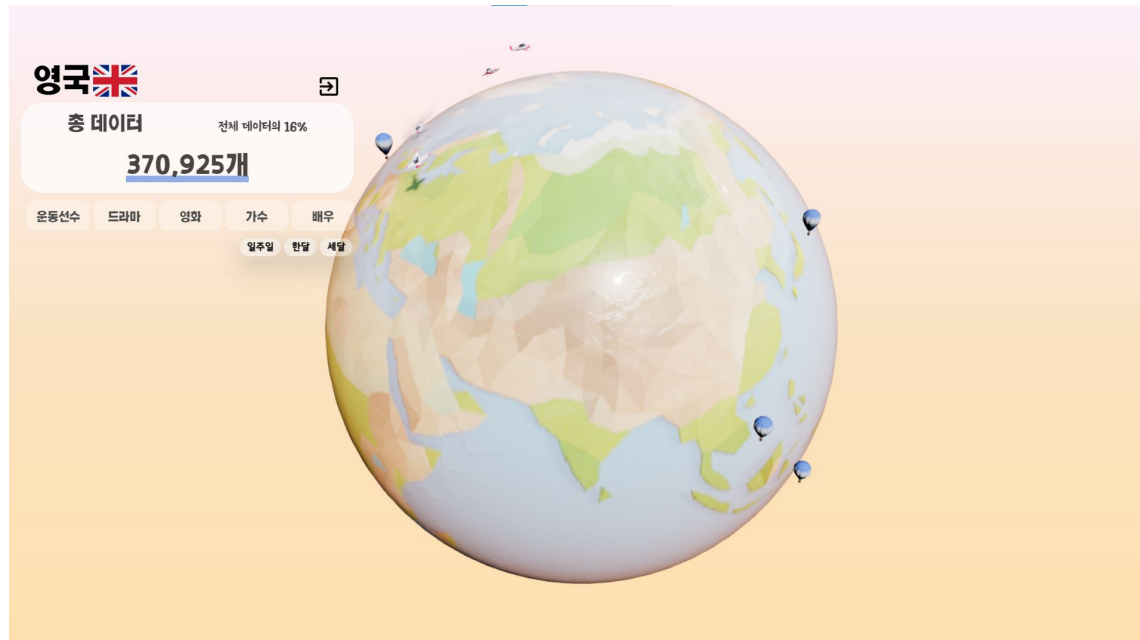 영국
총 데이터 전체 데이터의 16%
370,925개
운동선수 드라마 영화 가수 배우
일주일 한달 세달